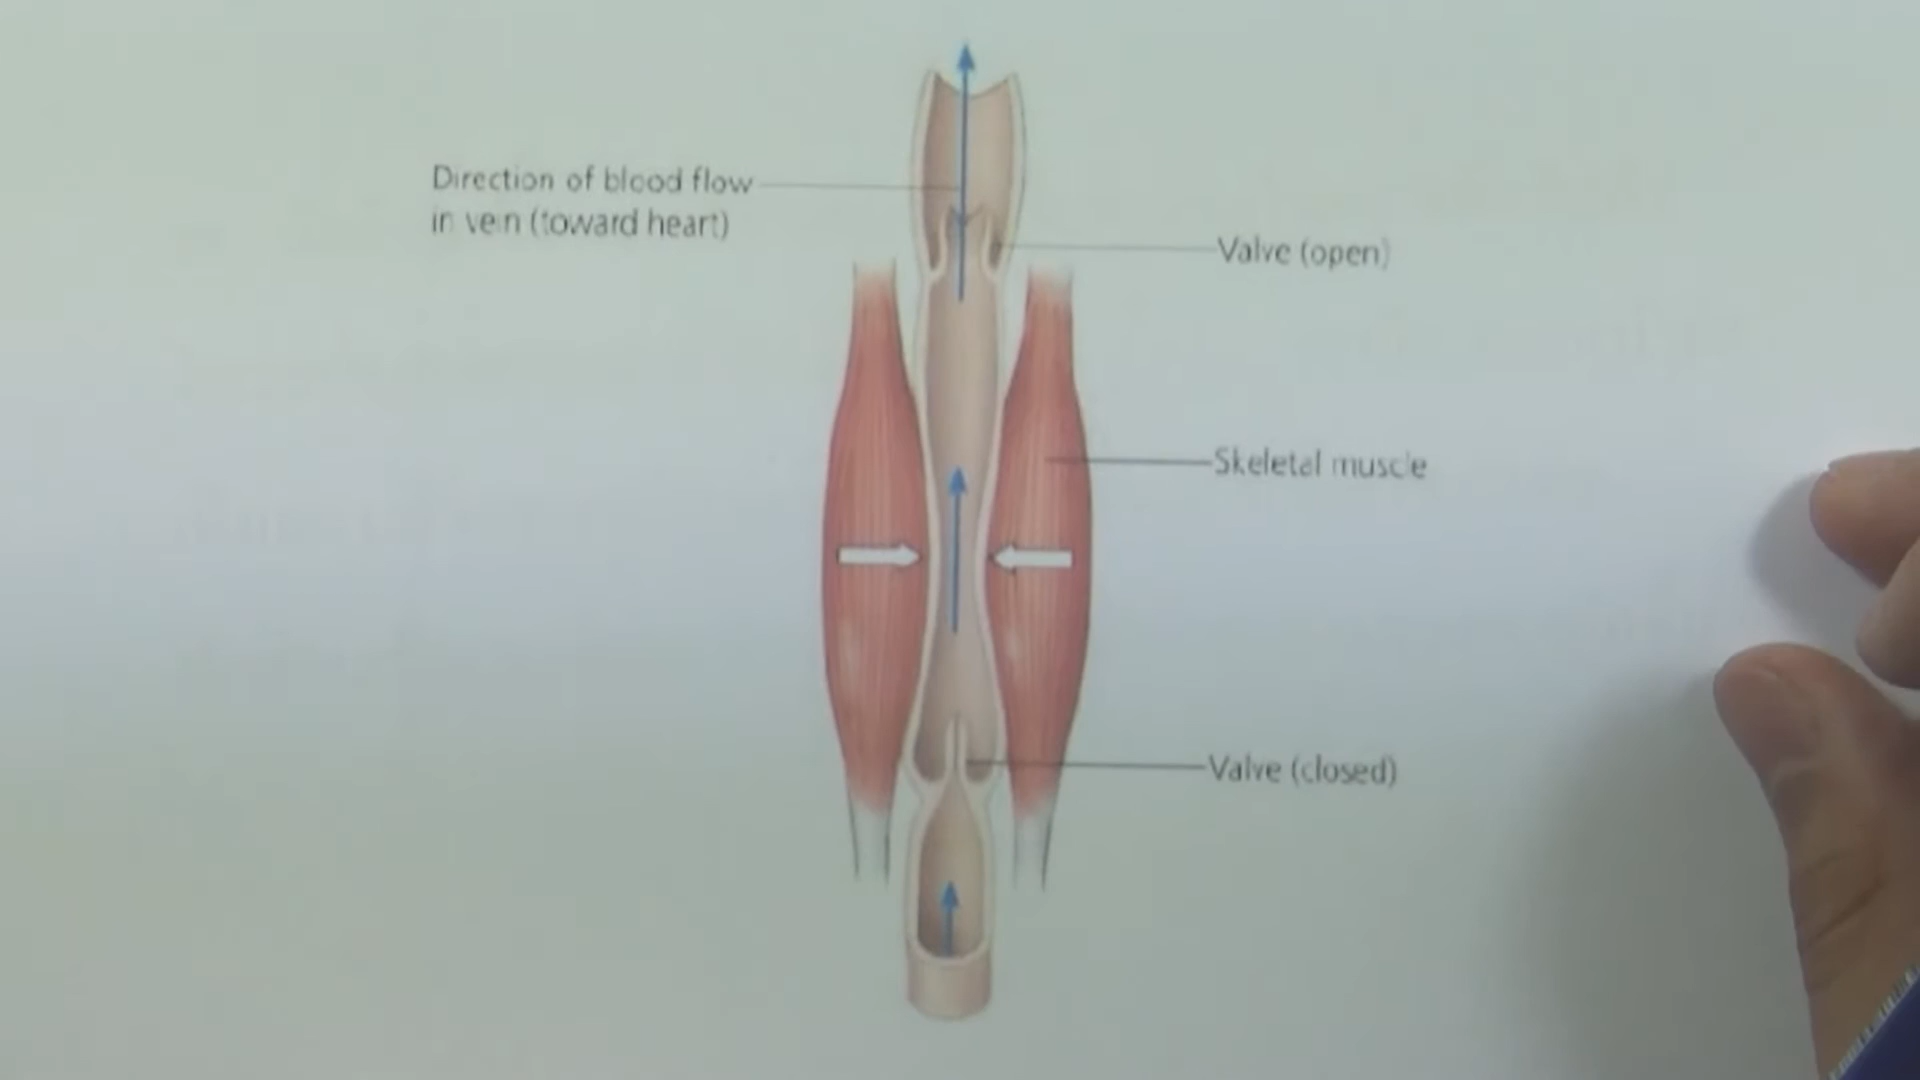 Direction of blood flow
in vein (toward heart)
Valve (open)
Skeletal muscle
Valve (closed)